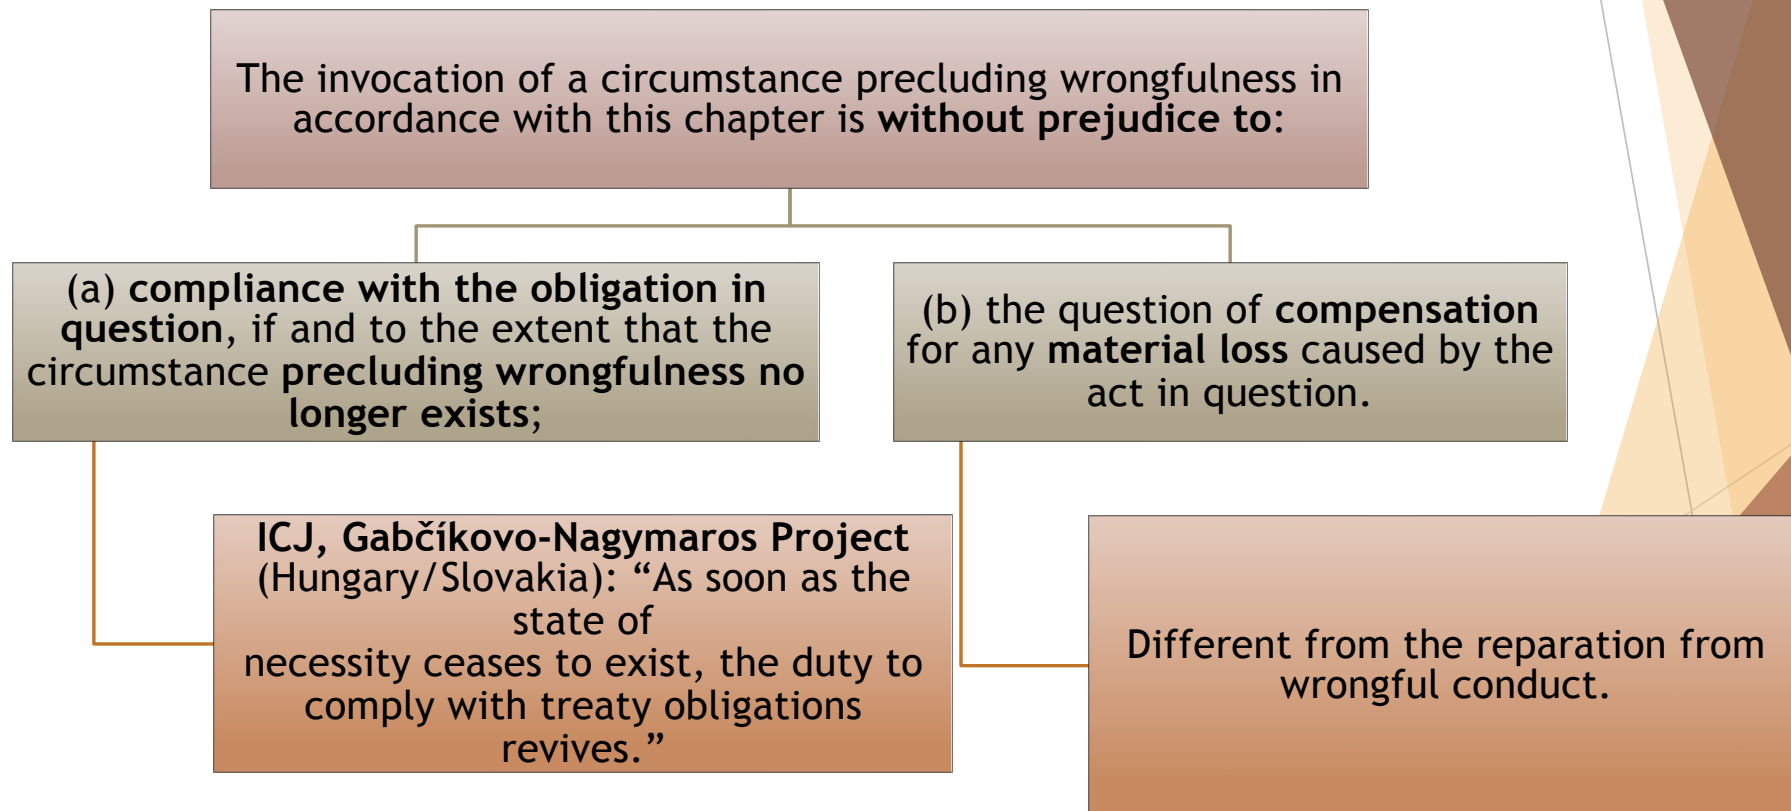 The invocation of a circumstance precluding wrongfulness in
accordance with this chapter is without prejudice to:
(a) compliance with the obligation in
question, if and to the extent that the
circumstance precluding wrongfulness no
longer exists;
(b) the question of compensation
for any material loss caused by the
act in question.
ICJ, Gabčíkovo-Nagymaros Project
(Hungary/Slovakia): “As soon as the
state of
necessity ceases to exist, the duty to
comply with treaty obligations
revives.”
Different from the reparation from
wrongful conduct.